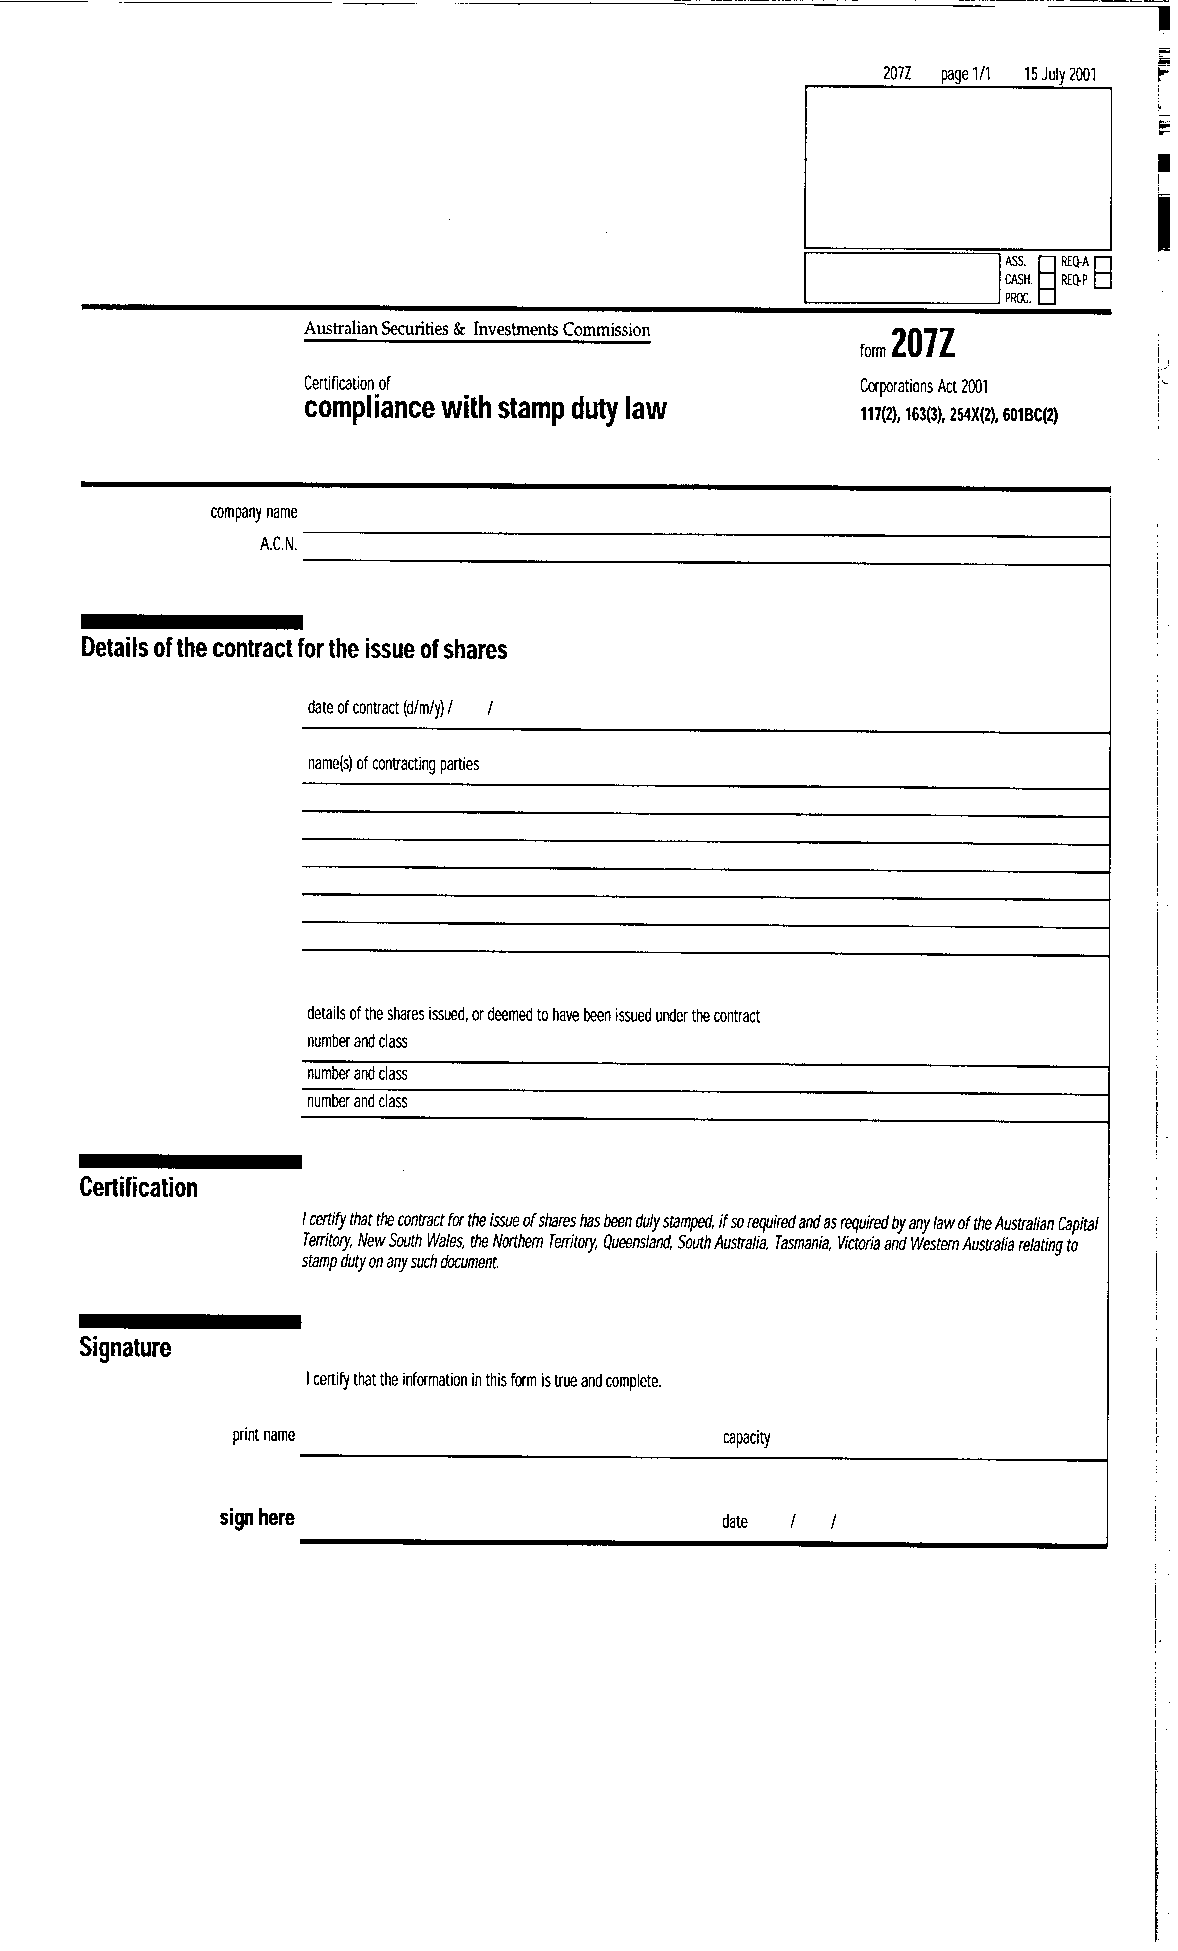 207Z page 1/1 15 July 2001
ASS. REQ-A
CASH. REQ-P
PROC.
Australian Securities & Investments Commission
form 207Z
Certification of
compliance with stamp duty law
Corporations Act 2001
117(2), 163(3), 254X(2), 601BC(2)
company name
A.C.N.
Details of the contract for the issue of shares
date of contract (d/m/y) / /
name(s) of contracting parties
details of the shares issued, or deemed to have been issued under the contract
number and class
number and class
number and class
Certification
I certify that the contract for the issue of shares has been duly stamped, if so required and as required by any law of the Australian Capital
Territory, New South Wales, the Northern Territory, Queensland, South Australia, Tasmania, Victoria and Western Australia relating to
stamp duty on any such document.
Signature
I certify that the information in this form is true and complete.
print name capacity
sign here date / /